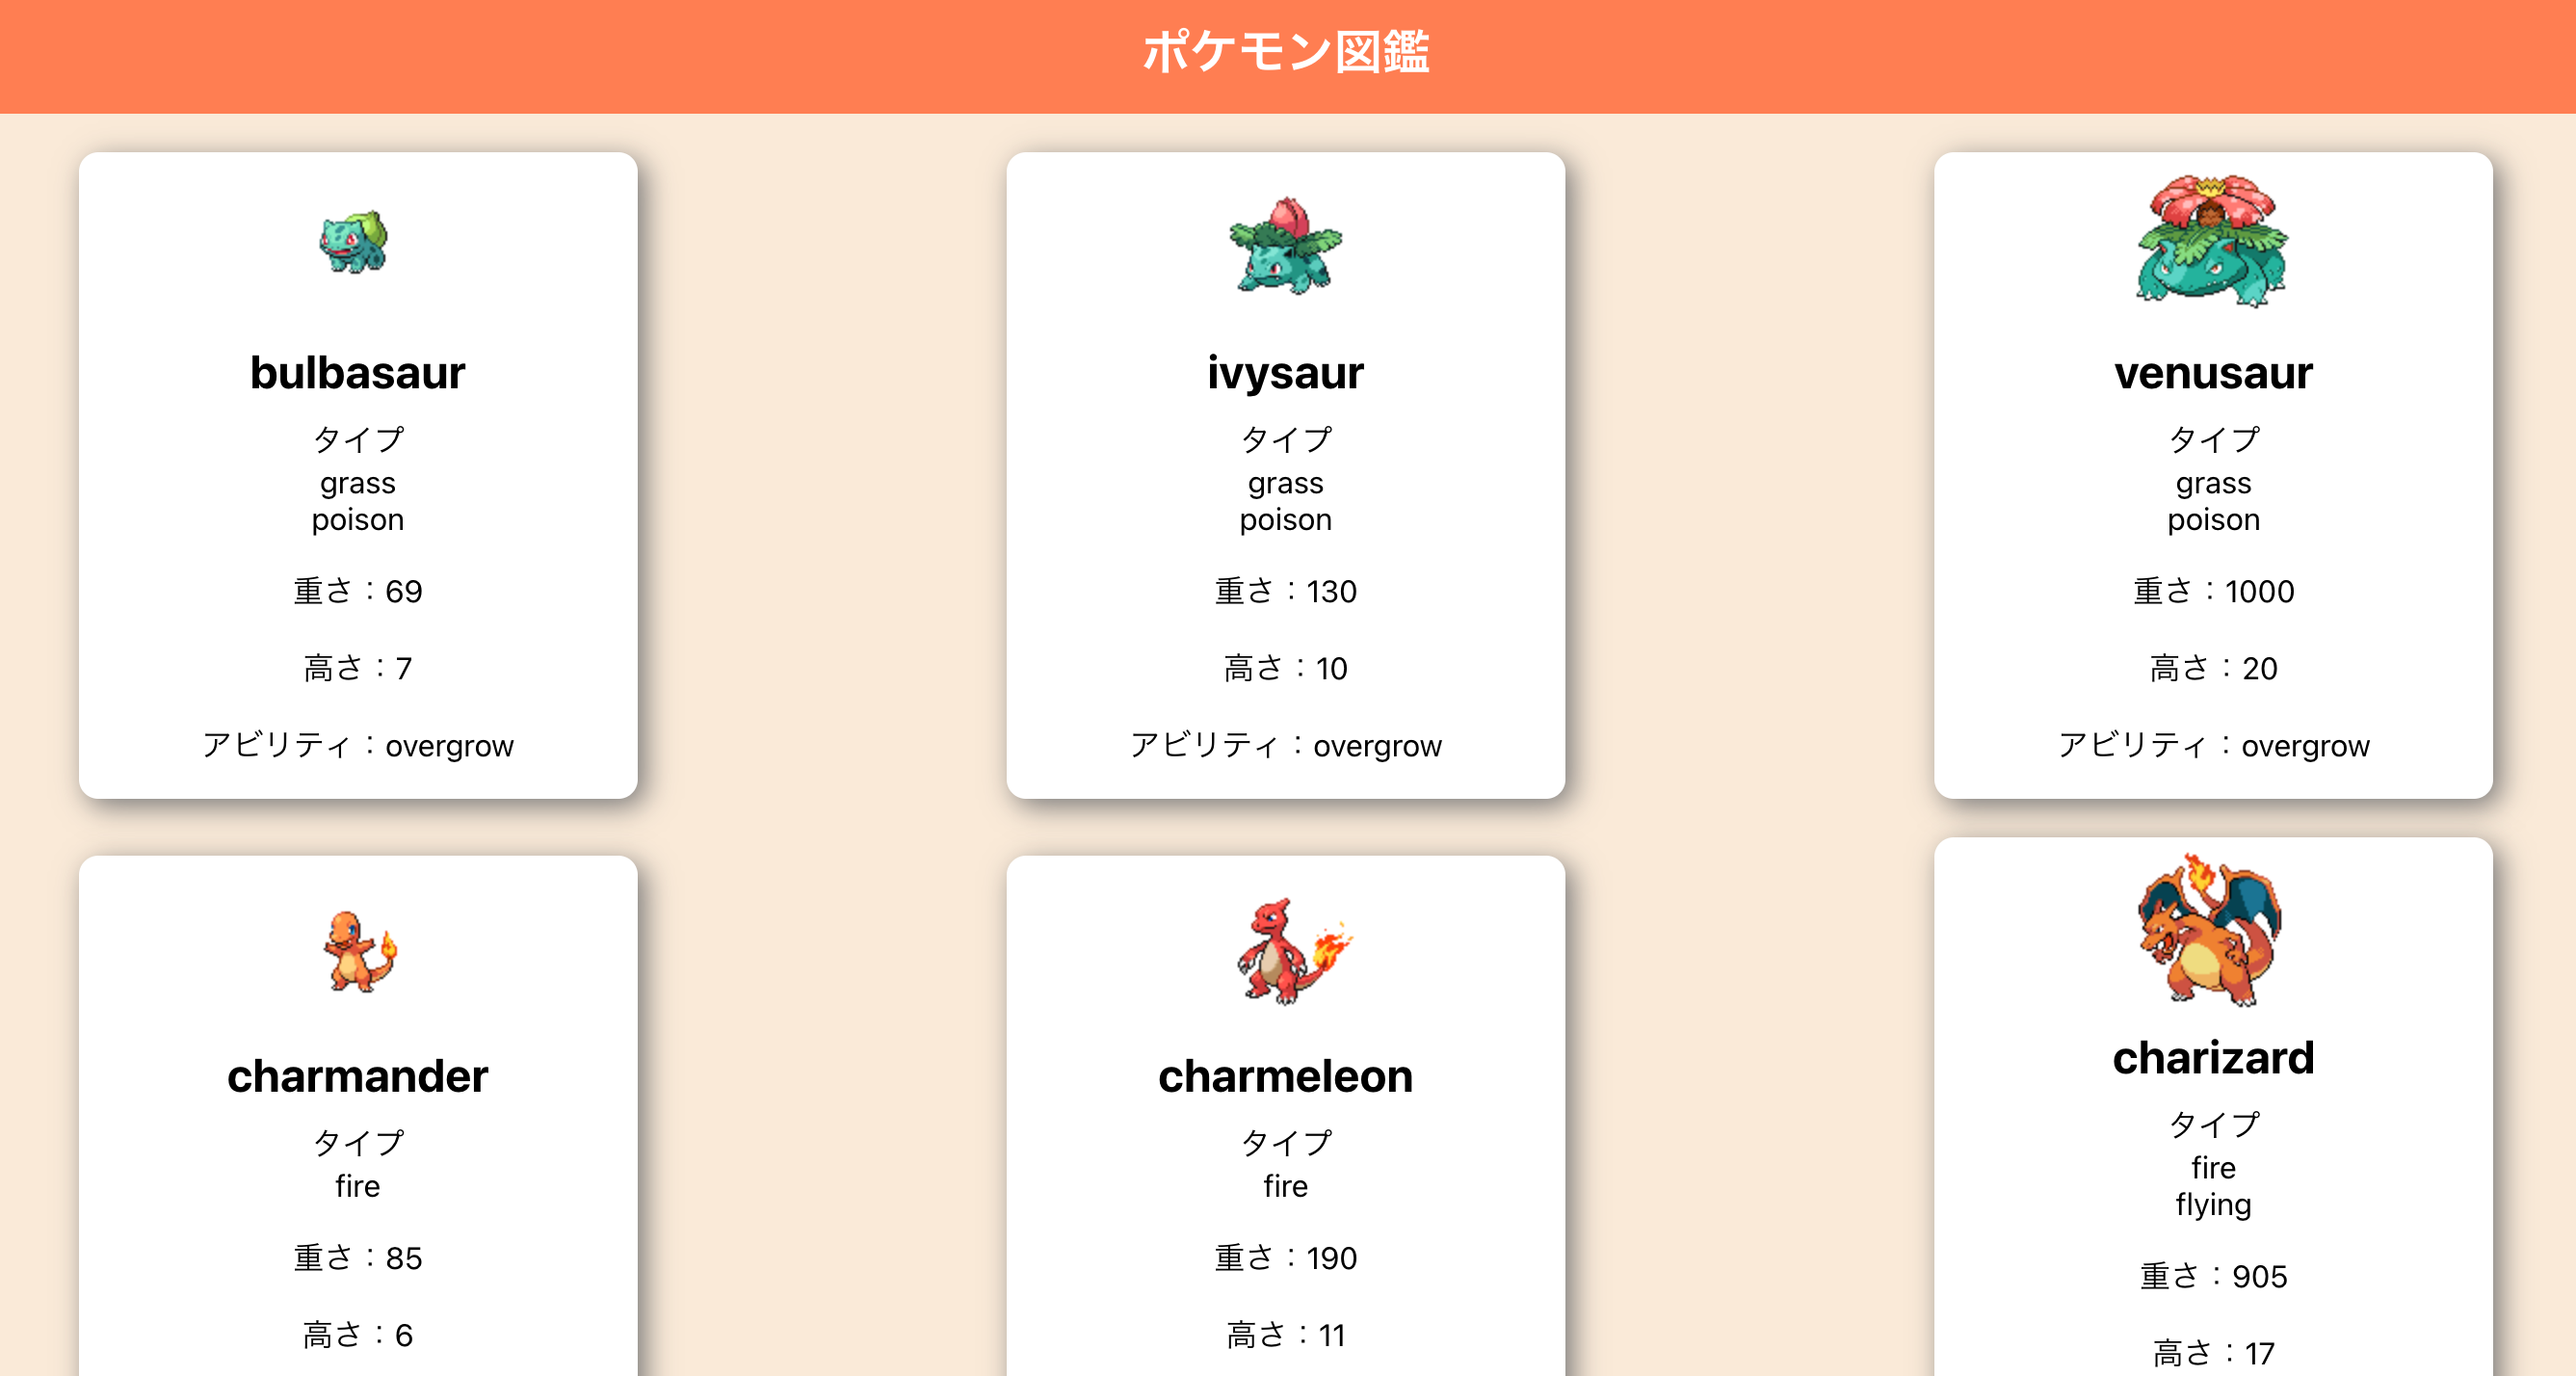 ポケモン図鑑
bulbasaur
タイプ
grass
poison
重さ：69
高さ：7
アビリティ：overgrow
ivysaur
タイプ
grass
poison
重さ：130
高さ：10
アビリティ：overgrow
venusaur
タイプ
grass
poison
重さ：1000
高さ：20
アビリティ：overgrow
charmander
タイプ
fire
重さ：85
高さ：6
charmeleon
タイプ
fire
重さ：190
高さ：11
charizard
タイプ
fire
flying
重さ：905
高さ：17